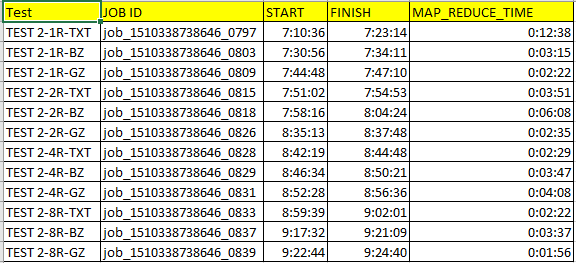 Test JOB ID START FINISH MAP_REDUCE_TIME
TEST 2-1R-TXT job_1510338738646_0797 7:10:36 7:23:14 0:12:38
TEST 2-1R-BZ job_1510338738646_0803 7:30:56 7:34:11 0:03:15
TEST 2-1R-GZ job_1510338738646_0809 7:44:48 7:47:10 0:02:22
TEST 2-2R-TXT job_1510338738646_0815 7:51:02 7:54:53 0:03:51
TEST 2-2R-BZ job_1510338738646_0818 7:58:16 8:04:24 0:06:08
TEST 2-2R-GZ job_1510338738646_0826 8:35:13 8:37:48 0:02:35
TEST 2-4R-TXT job_1510338738646_0828 8:42:19 8:44:48 0:02:29
TEST 2-4R-BZ job_1510338738646_0829 8:46:34 8:50:21 0:03:47
TEST 2-4R-GZ job_1510338738646_0831 8:52:28 8:56:36 0:04:08
TEST 2-8R-TXT job_1510338738646_0833 8:59:39 9:02:01 0:02:22
TEST 2-8R-BZ job_1510338738646_0837 9:17:32 9:21:09 0:03:37
TEST 2-8R-GZ job_1510338738646_0839 9:22:44 9:24:40 0:01:56